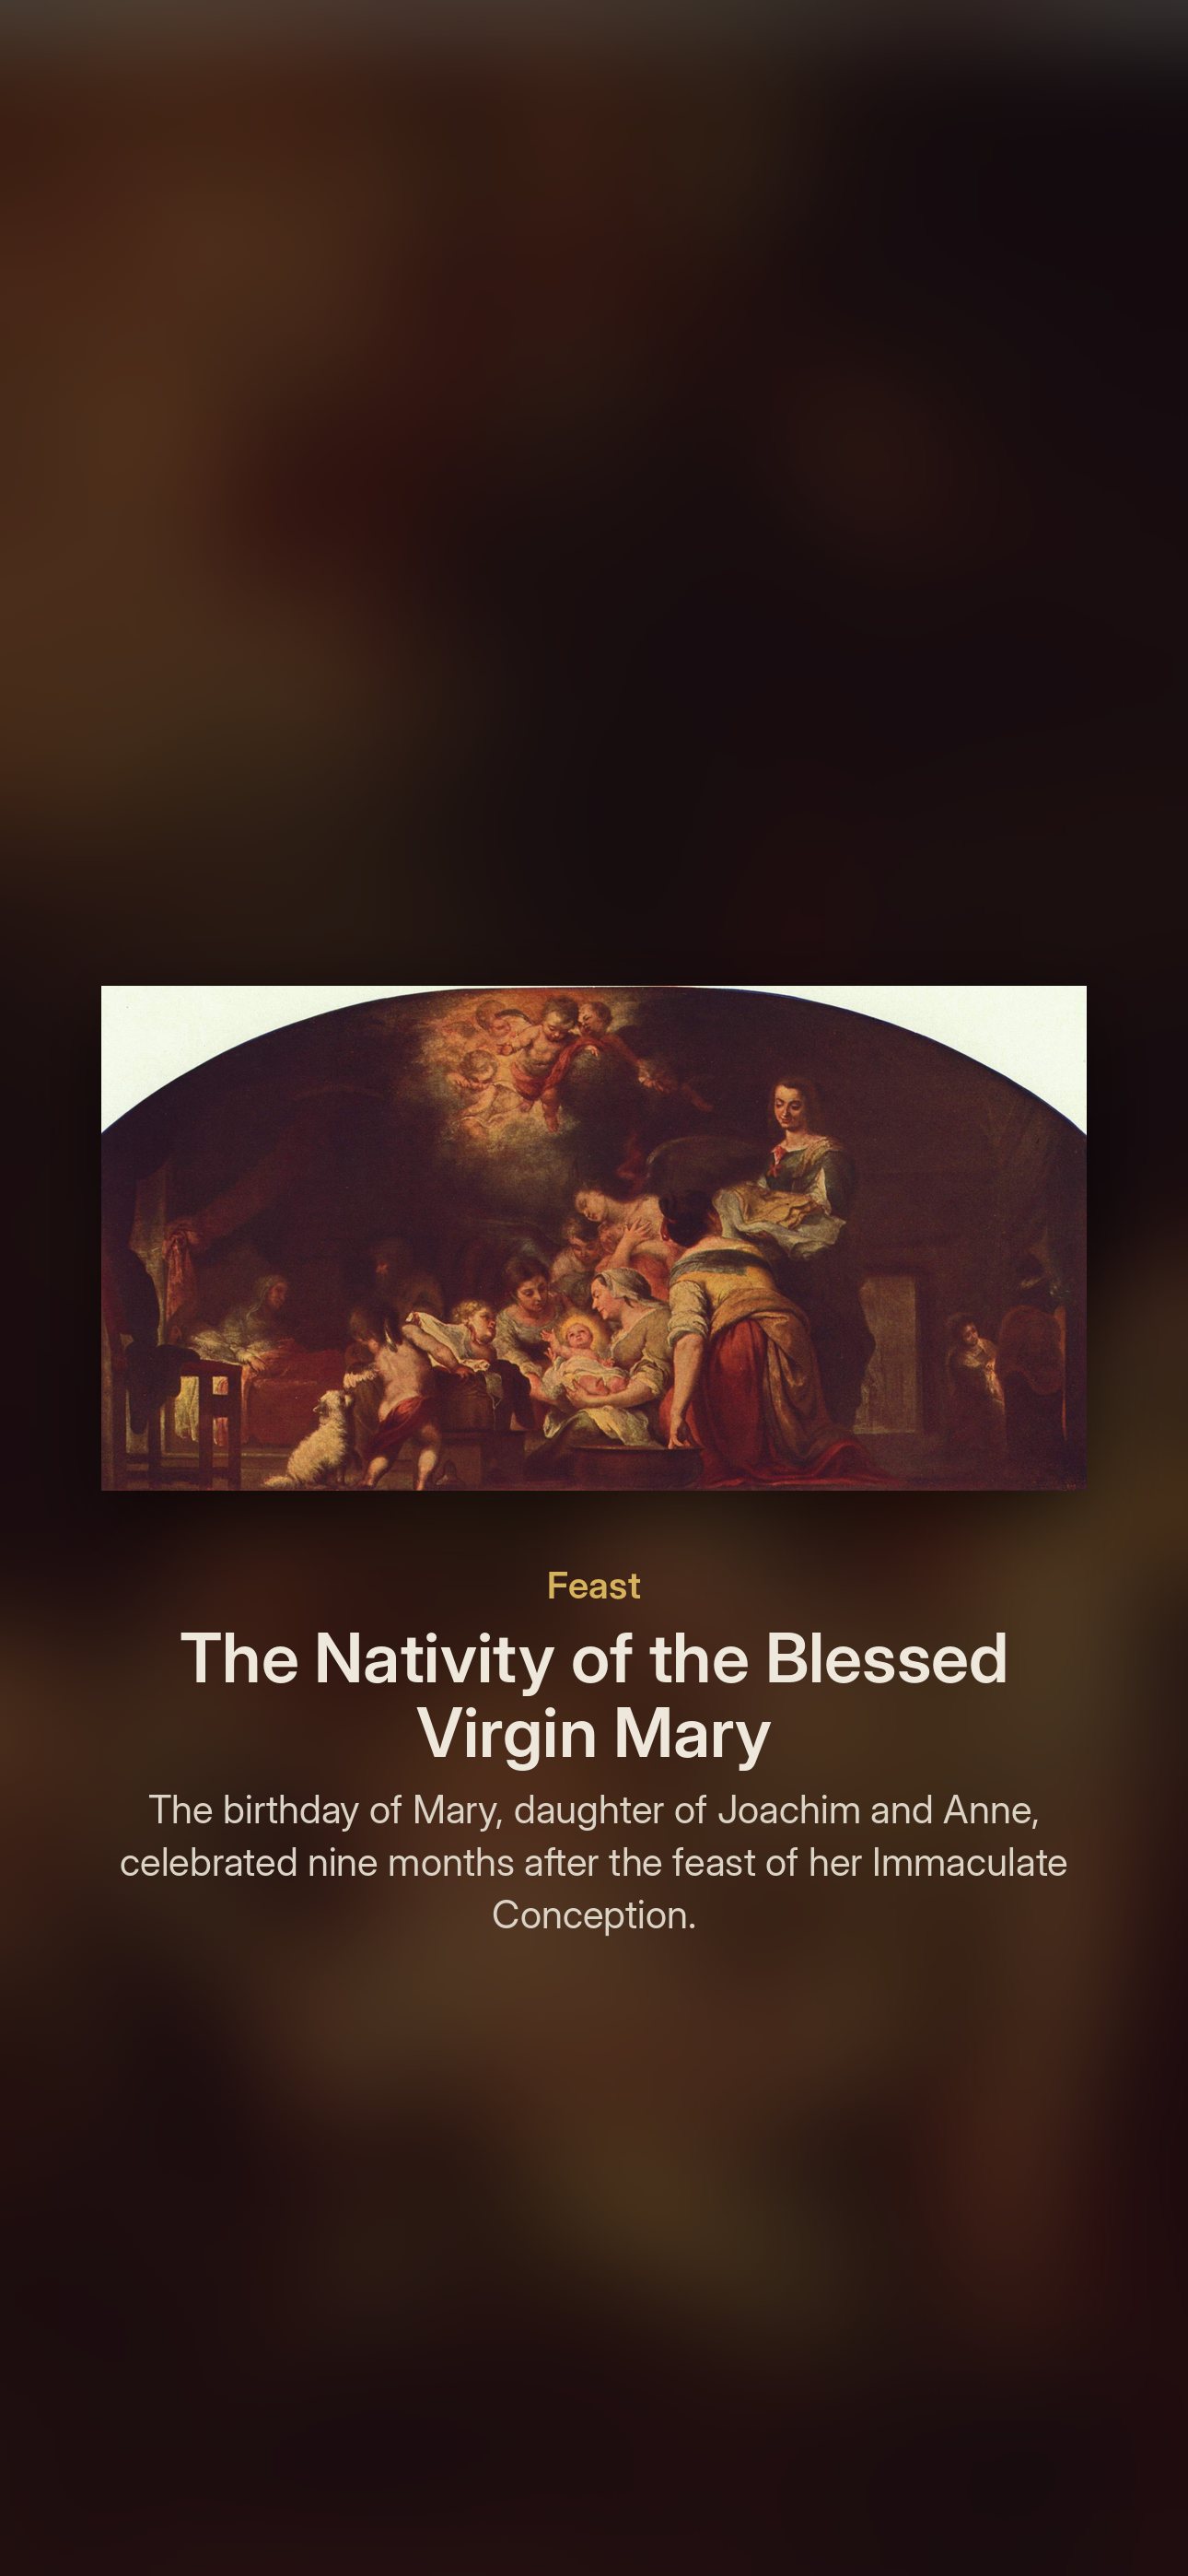 Feast
The Nativity of the Blessed
Virgin Mary
The birthday of Mary, daughter of Joachim and Anne,
celebrated nine months after the feast of her Immaculate
Conception.